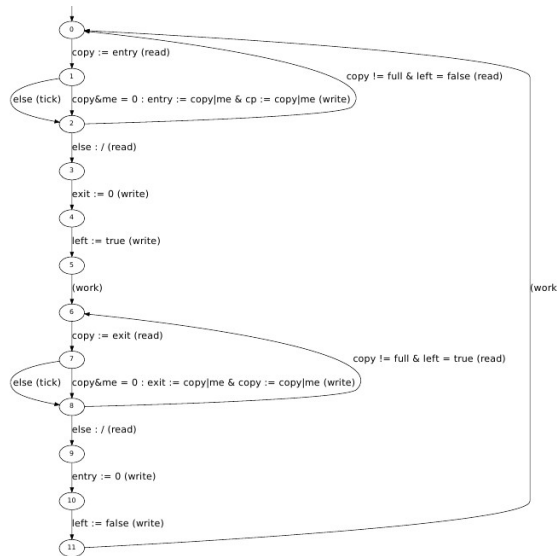 0
copy := entry (read)
1
copy != full & left = false (read)
else (tick)
copy&me = 0 : entry := copy|me & cp := copy|me (write)
2
else : / (read)
3
exit := 0 (write)
4
left := true (write)
5
(work)
(work
6
copy := exit (read)
7
copy != full & left = true (read)
else (tick)
copy&me = 0 : exit := copy|me & copy := copy|me (write)
8
else : / (read)
9
entry := 0 (write)
10
left := false (write)
11